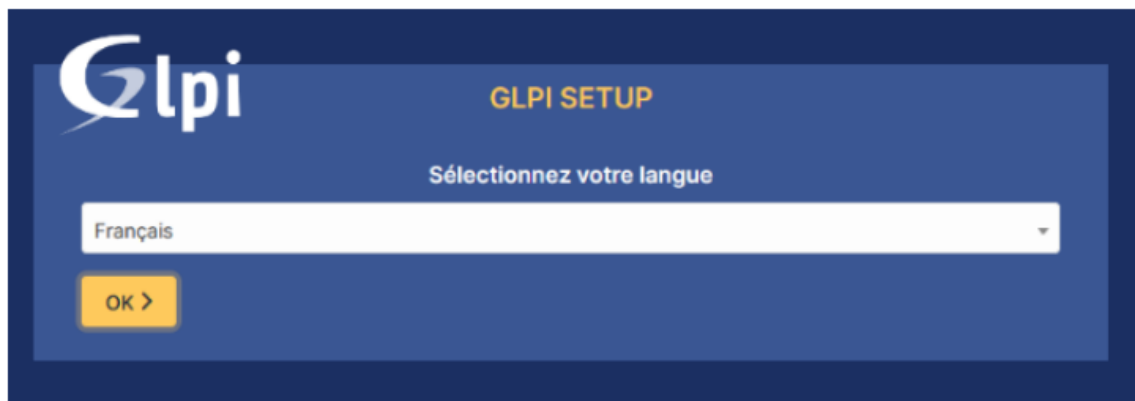 Glpi
GLPI SETUP
Sélectionnez votre langue
Français
OK >